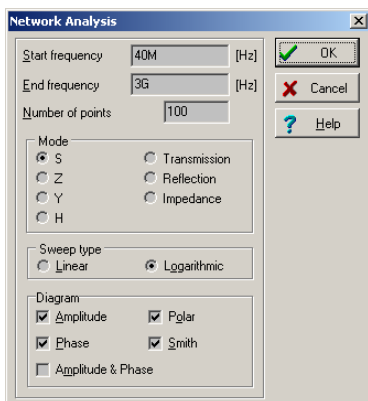 Network Analysis
Start frequency 40M [Hz] OK
End frequency 3G [Hz] Cancel
Number of points 100 Help
Mode
S Transmission
Z Reflection
Y Impedance
H
Sweep type
Linear Logarithmic
Diagram
Amplitude Polar
Phase Smith
Amplitude & Phase